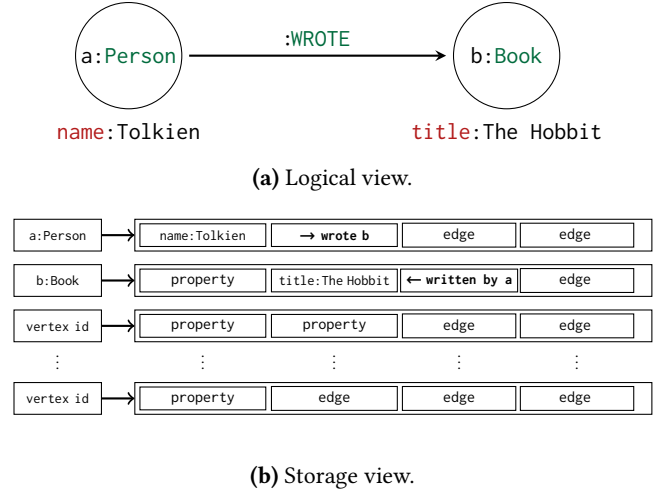 :WROTE
a:Person b:Book
name:Tolkien title:The Hobbit
(a) Logical view.
a:Person name:Tolkien → wrote b edge edge
b:Book property title:The Hobbit ← written by a edge
vertex id property property edge edge
⋮ ⋮ ⋮ ⋮ ⋮
vertex id property edge edge edge
(b) Storage view.